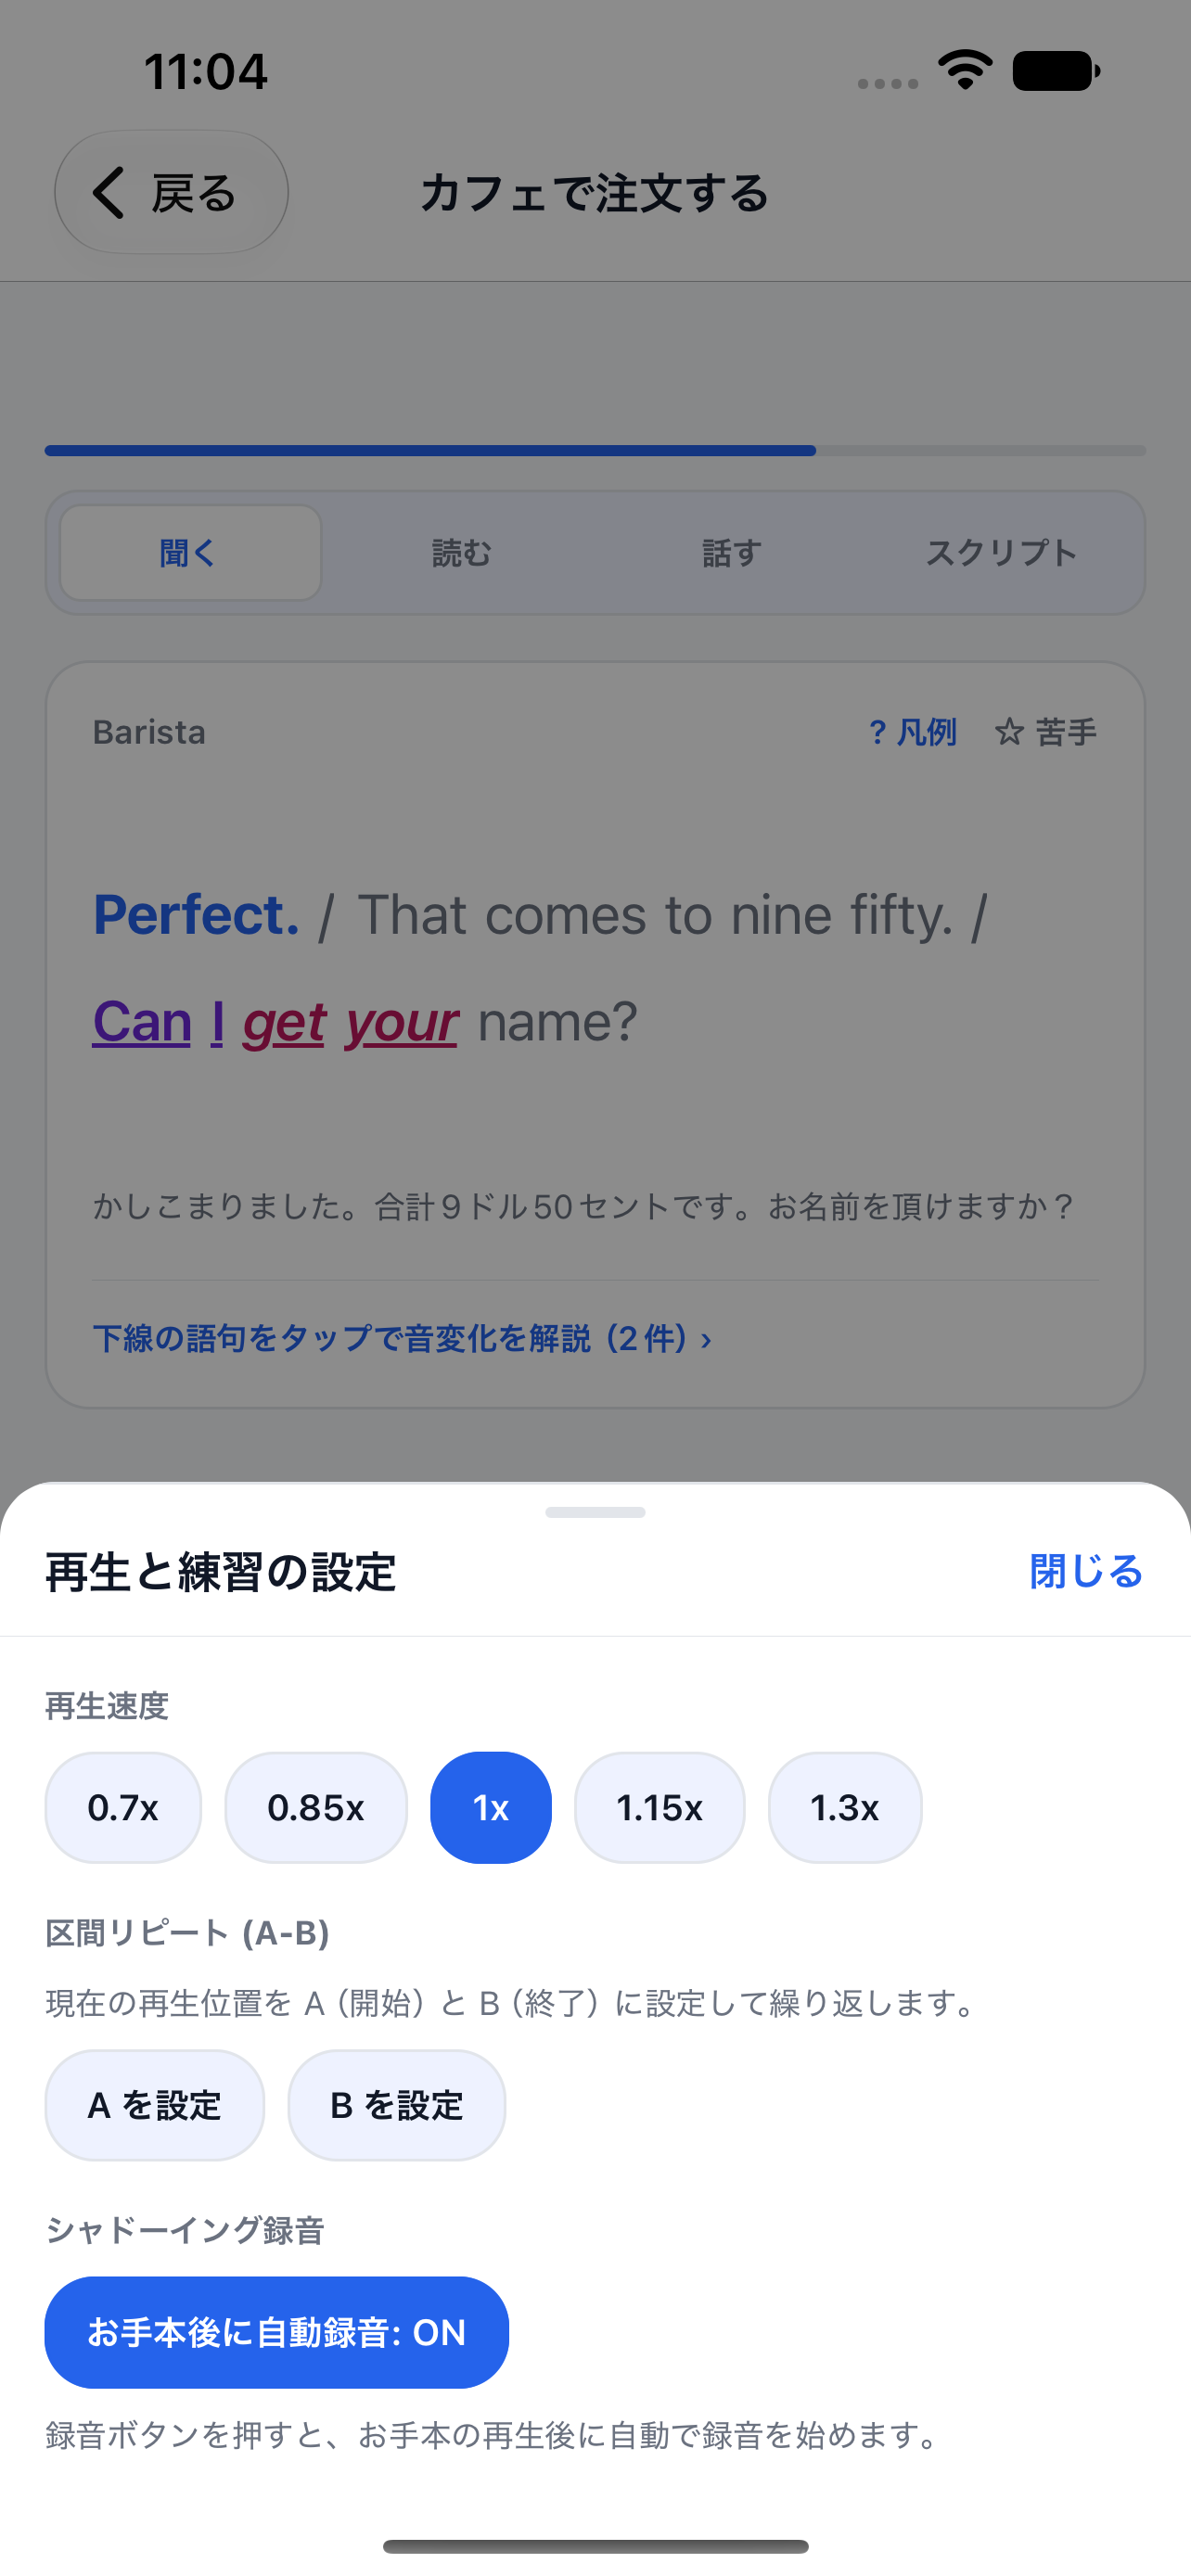 11:04
戻る
カフェで注文する
聞く 読む 話す スクリプト
Barista ? 凡例 ☆ 苦手
Perfect. / That comes to nine fifty. /
Can I get your name?
かしこまりました。合計9ドル50セントです。お名前を頂けますか？
下線の語句をタップで音変化を解説（2件）›
再生と練習の設定 閉じる
再生速度
0.7x 0.85x 1x 1.15x 1.3x
区間リピート (A-B)
現在の再生位置を A（開始）と B（終了）に設定して繰り返します。
A を設定 B を設定
シャドーイング録音
お手本後に自動録音: ON
録音ボタンを押すと、お手本の再生後に自動で録音を始めます。